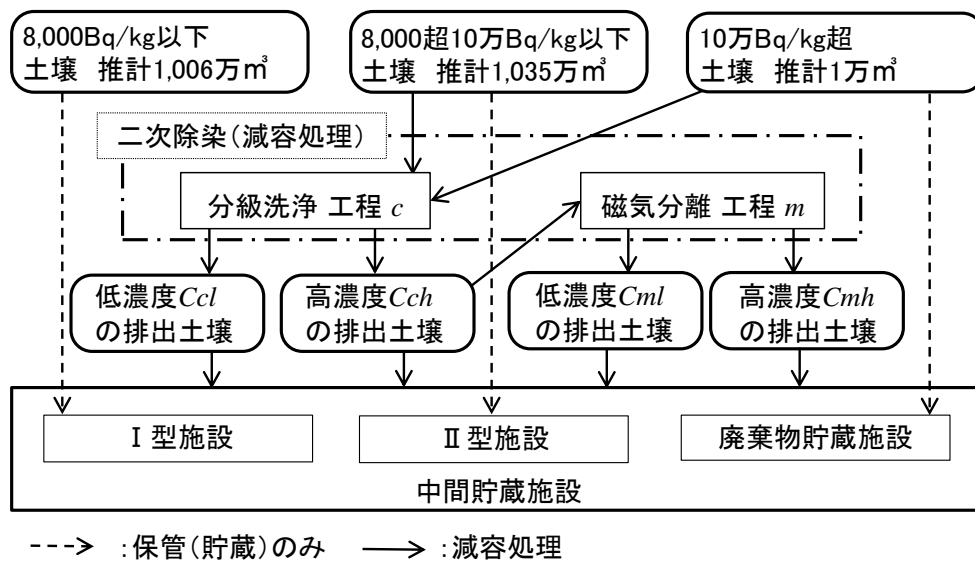 8,000Bq/kg以下
土壌 推計1,006万㎥
8,000超10万Bq/kg以下
土壌 推計1,035万㎥
10万Bq/kg超
土壌 推計1万㎥
二次除染(減容処理)
分級洗浄 工程 c
磁気分離 工程 m
低濃度Ccl
の排出土壌
高濃度Cch
の排出土壌
低濃度Cml
の排出土壌
高濃度Cmh
の排出土壌
Ⅰ型施設
Ⅱ型施設
廃棄物貯蔵施設
中間貯蔵施設
:保管(貯蔵)のみ
:減容処理